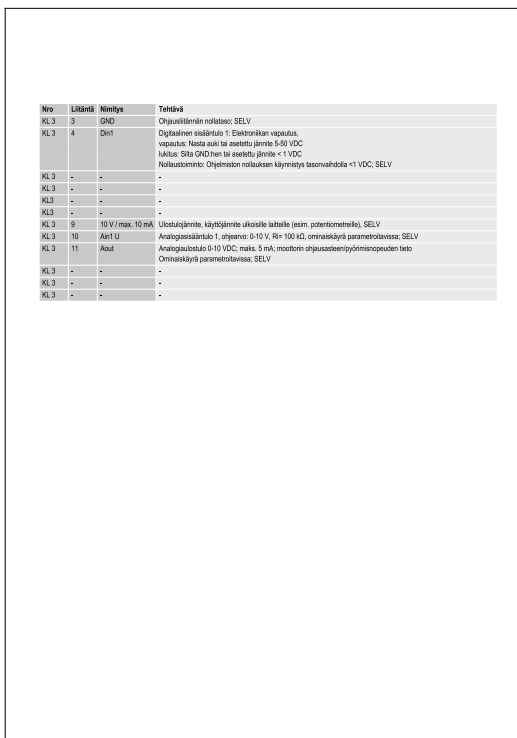 Nro Liitäntä Nimitys Tehtävä
KL 3 3 GND Ohjausliitännän nollataso; SELV
KL 3 4 Din1 Digitaalinen sisääntulo 1: Elektroniikan vapautus,
vapautus: Nasta auki tai asetettu jännite 5-50 VDC
lukitus: Silta GND:hen tai asetettu jännite < 1 VDC
Nollaustoiminto: Ohjelmiston nollauksen käynnistys tasonvaihdolla <1 VDC; SELV
KL 3 - - -
KL 3 - - -
KL3 - - -
KL 3 - - -
KL 3 9 10 V / max. 10 mA Ulostulojännite, käyttöjännite ulkoisille laitteille (esim. potentiometreille), SELV
KL 3 10 Ain1 U Analogiasisääntulo 1, ohjearvo: 0-10 V, Ri= 100 kΩ, ominaiskäyrä parametroitavissa; SELV
KL 3 11 Aout Analogiaulostulo 0-10 VDC; maks. 5 mA; moottorin ohjausasteen/pyörimisnopeuden tieto
Ominaiskäyrä parametroitavissa; SELV
KL 3 - - -
KL 3 - - -
KL 3 - - -